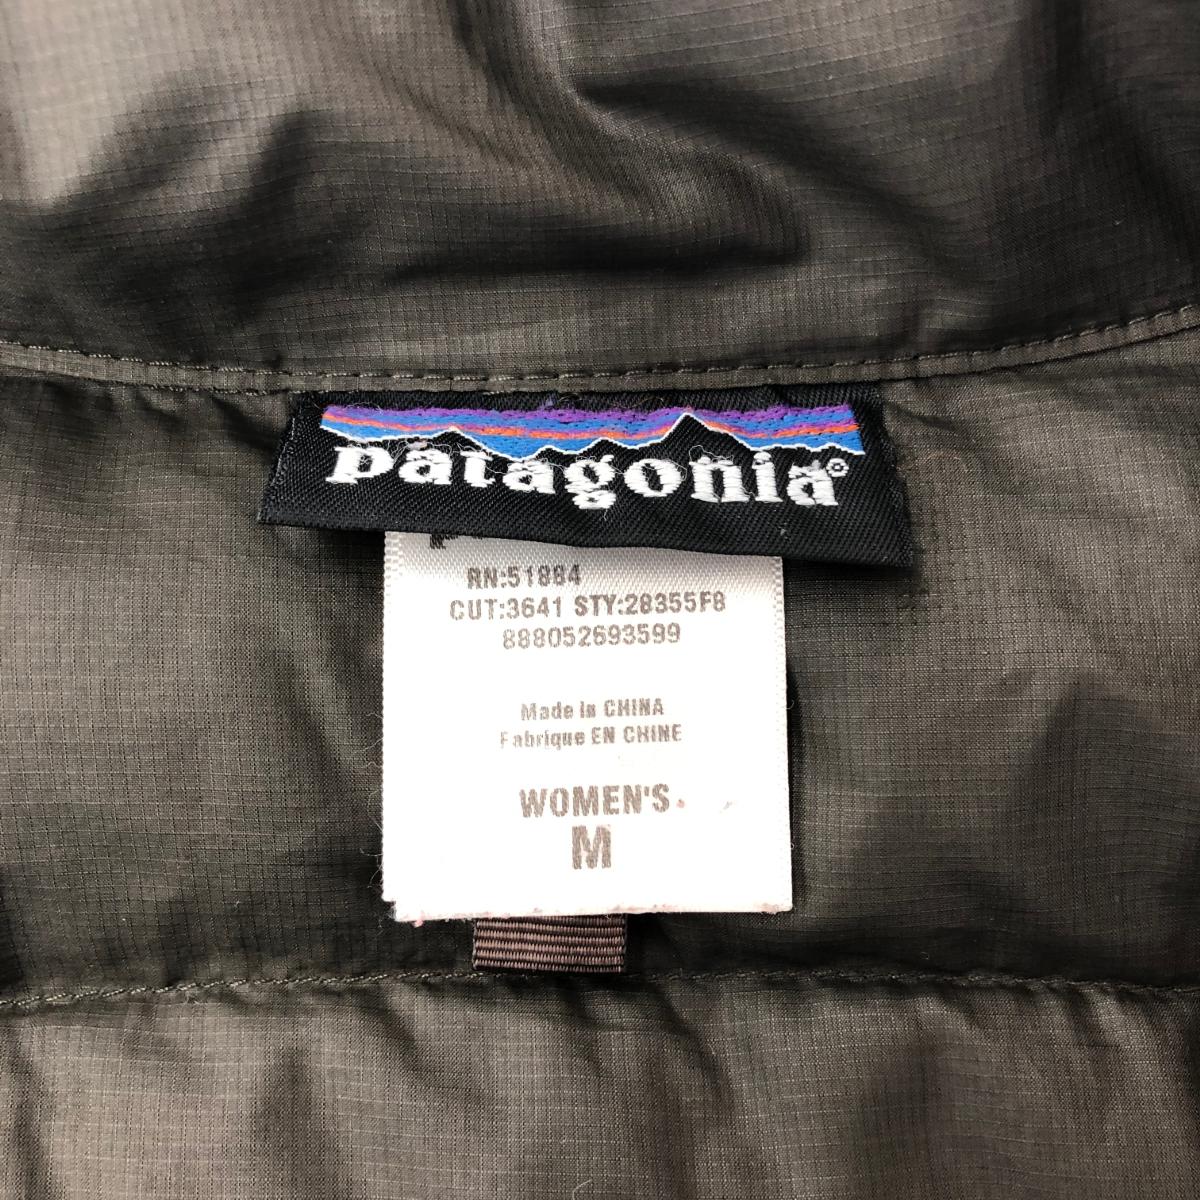 patagonia®
RN:51884
CUT:3641 STY:28355F8
888052693599
Made in CHINA
Fabrique EN CHINE
WOMEN'S
M